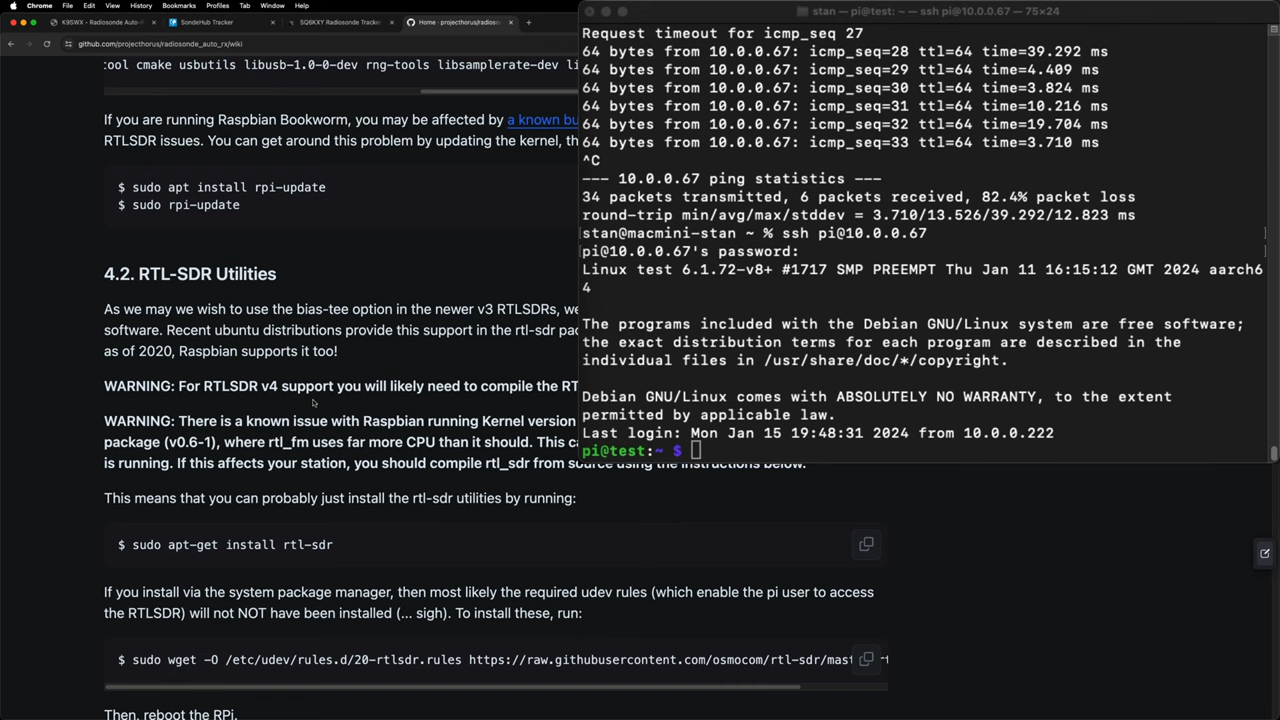 Chrome File Edit View History Bookmarks Profiles Tab Window Help
K9SWX - Radiosonde Auto-R
SondeHub Tracker
SQ6KXY Radiosonde Tracke
Home · projecthorus/radioson
github.com/projecthorus/radiosonde_auto_rx/wiki
tool cmake usbutils libusb-1.0-0-dev rng-tools libsamplerate-dev li
If you are running Raspbian Bookworm, you may be affected by a known bu
RTLSDR issues. You can get around this problem by updating the kernel, th
$ sudo apt install rpi-update
$ sudo rpi-update
4.2. RTL-SDR Utilities
As we may we wish to use the bias-tee option in the newer v3 RTLSDRs, we
software. Recent ubuntu distributions provide this support in the rtl-sdr pac
as of 2020, Raspbian supports it too!
WARNING: For RTLSDR v4 support you will likely need to compile the RT
WARNING: There is a known issue with Raspbian running Kernel version
package (v0.6-1), where rtl_fm uses far more CPU than it should. This ca
is running. If this affects your station, you should compile rtl_sdr from source using the instructions below.
This means that you can probably just install the rtl-sdr utilities by running:
$ sudo apt-get install rtl-sdr
If you install via the system package manager, then most likely the required udev rules (which enable the pi user to access
the RTLSDR) will not NOT have been installed (... sigh). To install these, run:
$ sudo wget -O /etc/udev/rules.d/20-rtlsdr.rules https://raw.githubusercontent.com/osmocom/rtl-sdr/mast rt
Then, reboot the RPi.
stan — pi@test: ~ — ssh pi@10.0.0.67 — 75×24
Request timeout for icmp_seq 27
64 bytes from 10.0.0.67: icmp_seq=28 ttl=64 time=39.292 ms
64 bytes from 10.0.0.67: icmp_seq=29 ttl=64 time=4.409 ms
64 bytes from 10.0.0.67: icmp_seq=30 ttl=64 time=3.824 ms
64 bytes from 10.0.0.67: icmp_seq=31 ttl=64 time=10.216 ms
64 bytes from 10.0.0.67: icmp_seq=32 ttl=64 time=19.704 ms
64 bytes from 10.0.0.67: icmp_seq=33 ttl=64 time=3.710 ms
^C
--- 10.0.0.67 ping statistics ---
34 packets transmitted, 6 packets received, 82.4% packet loss
round-trip min/avg/max/stddev = 3.710/13.526/39.292/12.823 ms
[stan@macmini-stan ~ % ssh pi@10.0.0.67 ]
[pi@10.0.0.67's password: ]
Linux test 6.1.72-v8+ #1717 SMP PREEMPT Thu Jan 11 16:15:12 GMT 2024 aarch6
4
The programs included with the Debian GNU/Linux system are free software;
the exact distribution terms for each program are described in the
individual files in /usr/share/doc/*/copyright.
Debian GNU/Linux comes with ABSOLUTELY NO WARRANTY, to the extent
permitted by applicable law.
Last login: Mon Jan 15 19:48:31 2024 from 10.0.0.222
pi@test:~ $